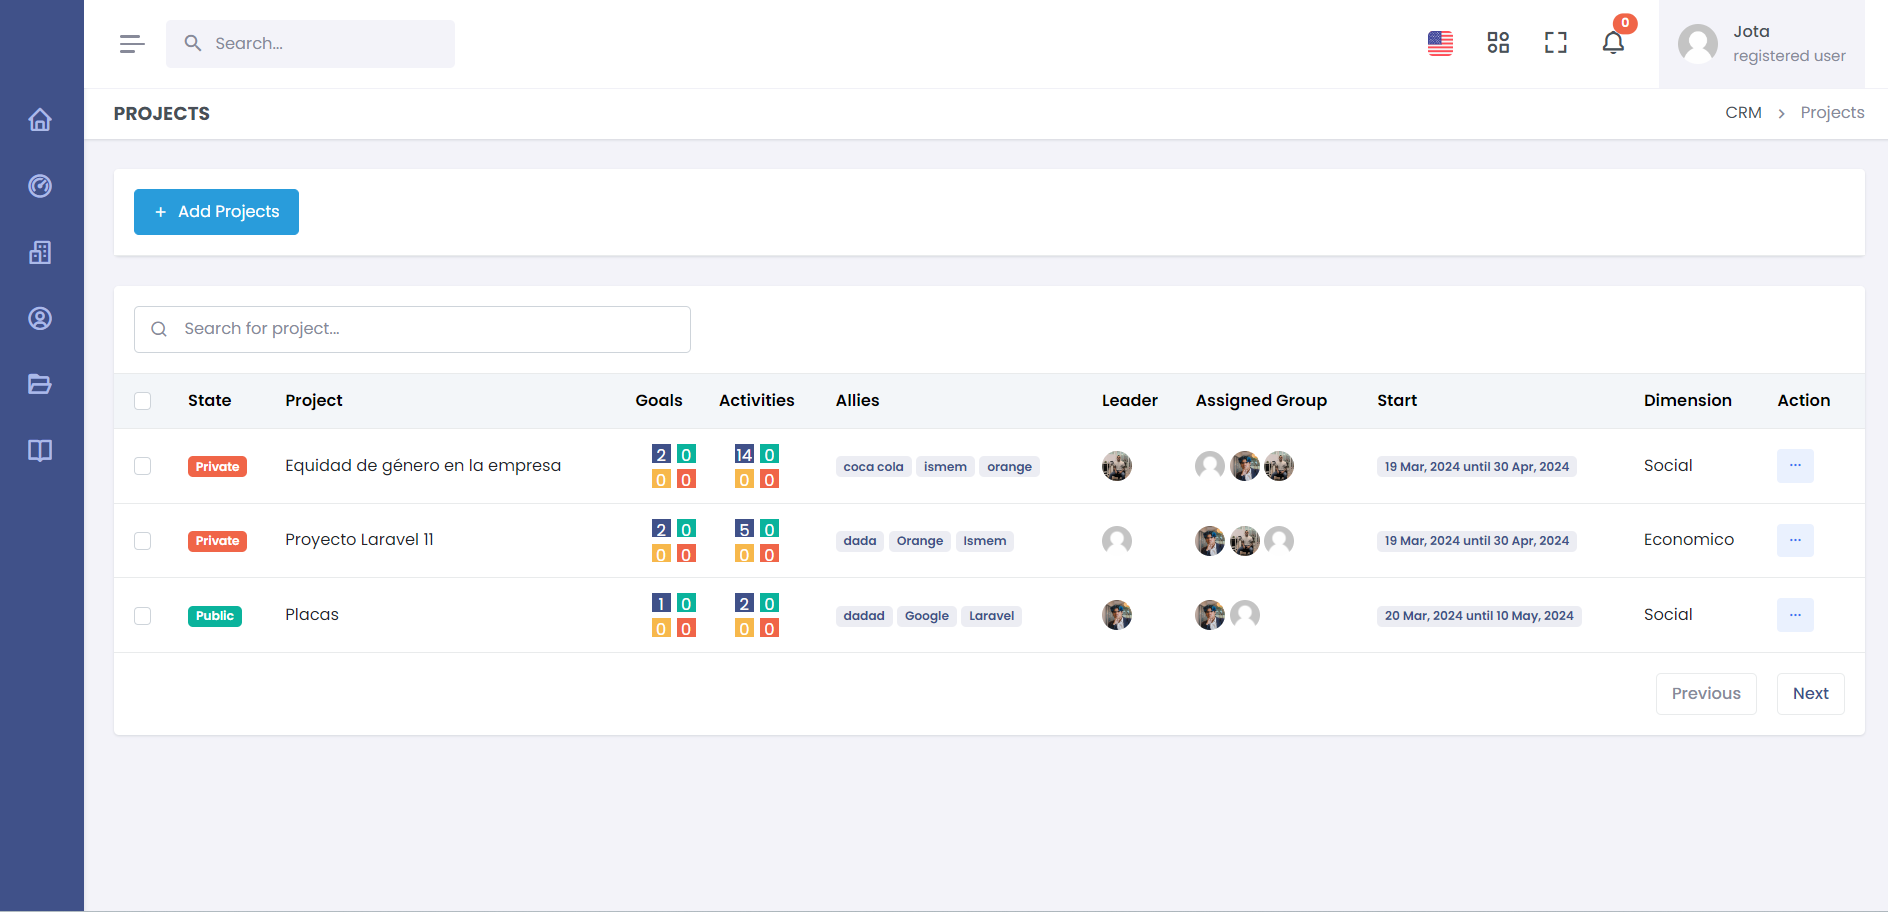 Search...
0
Jota
registered user
PROJECTS
CRM > Projects
+ Add Projects
Search for project...
State Project Goals Activities Allies Leader Assigned Group Start Dimension Action
Private Equidad de género en la empresa 2 0 14 0 coca cola ismem orange 19 Mar, 2024 until 30 Apr, 2024 Social ...
0 0 0 0
Private Proyecto Laravel 11 2 0 5 0 dada Orange Ismem 19 Mar, 2024 until 30 Apr, 2024 Economico ...
0 0 0 0
Public Placas 1 0 2 0 dadad Google Laravel 20 Mar, 2024 until 10 May, 2024 Social ...
0 0 0 0
Previous Next